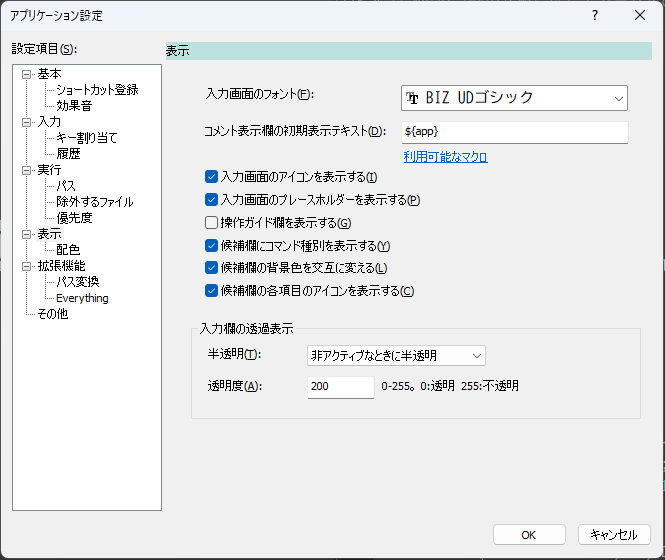 アプリケーション設定
設定項目(S):
基本
ショートカット登録
効果音
入力
キー割り当て
履歴
実行
パス
除外するファイル
優先度
表示
配色
拡張機能
パス変換
Everything
その他
表示
入力画面のフォント(F):
BIZ UDゴシック
コメント表示欄の初期表示テキスト(D):
${app}
利用可能なマクロ
入力画面のアイコンを表示する(I)
入力画面のプレースホルダーを表示する(P)
操作ガイド欄を表示する(G)
候補欄にコマンド種別を表示する(Y)
候補欄の背景色を交互に変える(L)
候補欄の各項目のアイコンを表示する(C)
入力欄の透過表示
半透明(T):
非アクティブなときに半透明
透明度(A):
200
0-255。0:透明 255:不透明
OK
キャンセル